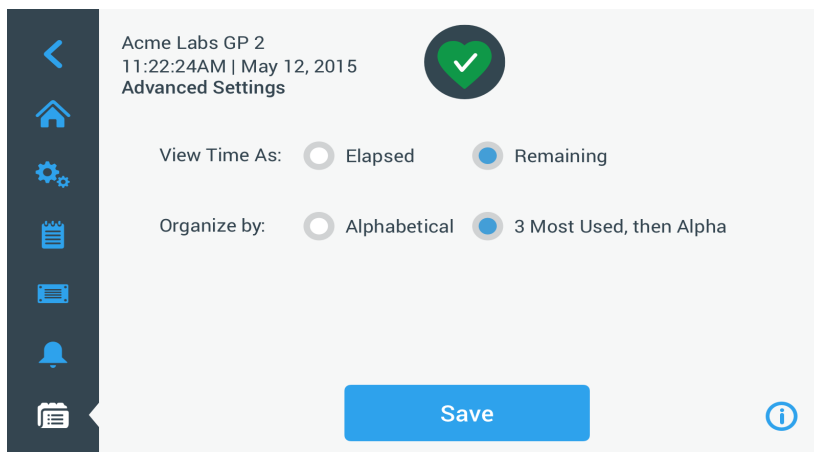 Acme Labs GP 2
11:22:24AM | May 12, 2015
Advanced Settings
View Time As: Elapsed Remaining
Organize by: Alphabetical 3 Most Used, then Alpha
Save